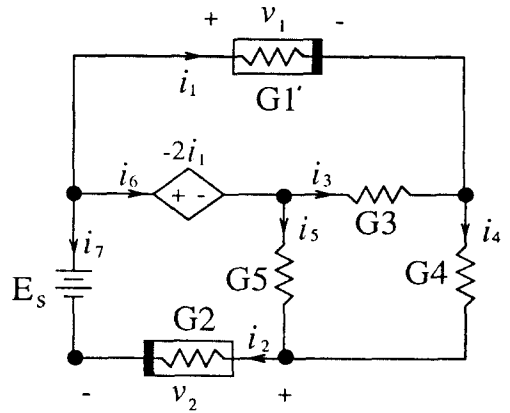 + v₁ -
i₁
G1'
-2i₁
i₆
+ -
i₃
G3
i₇
i₅
i₄
Eₛ
G5
G4
G2
i₂
- v₂ +